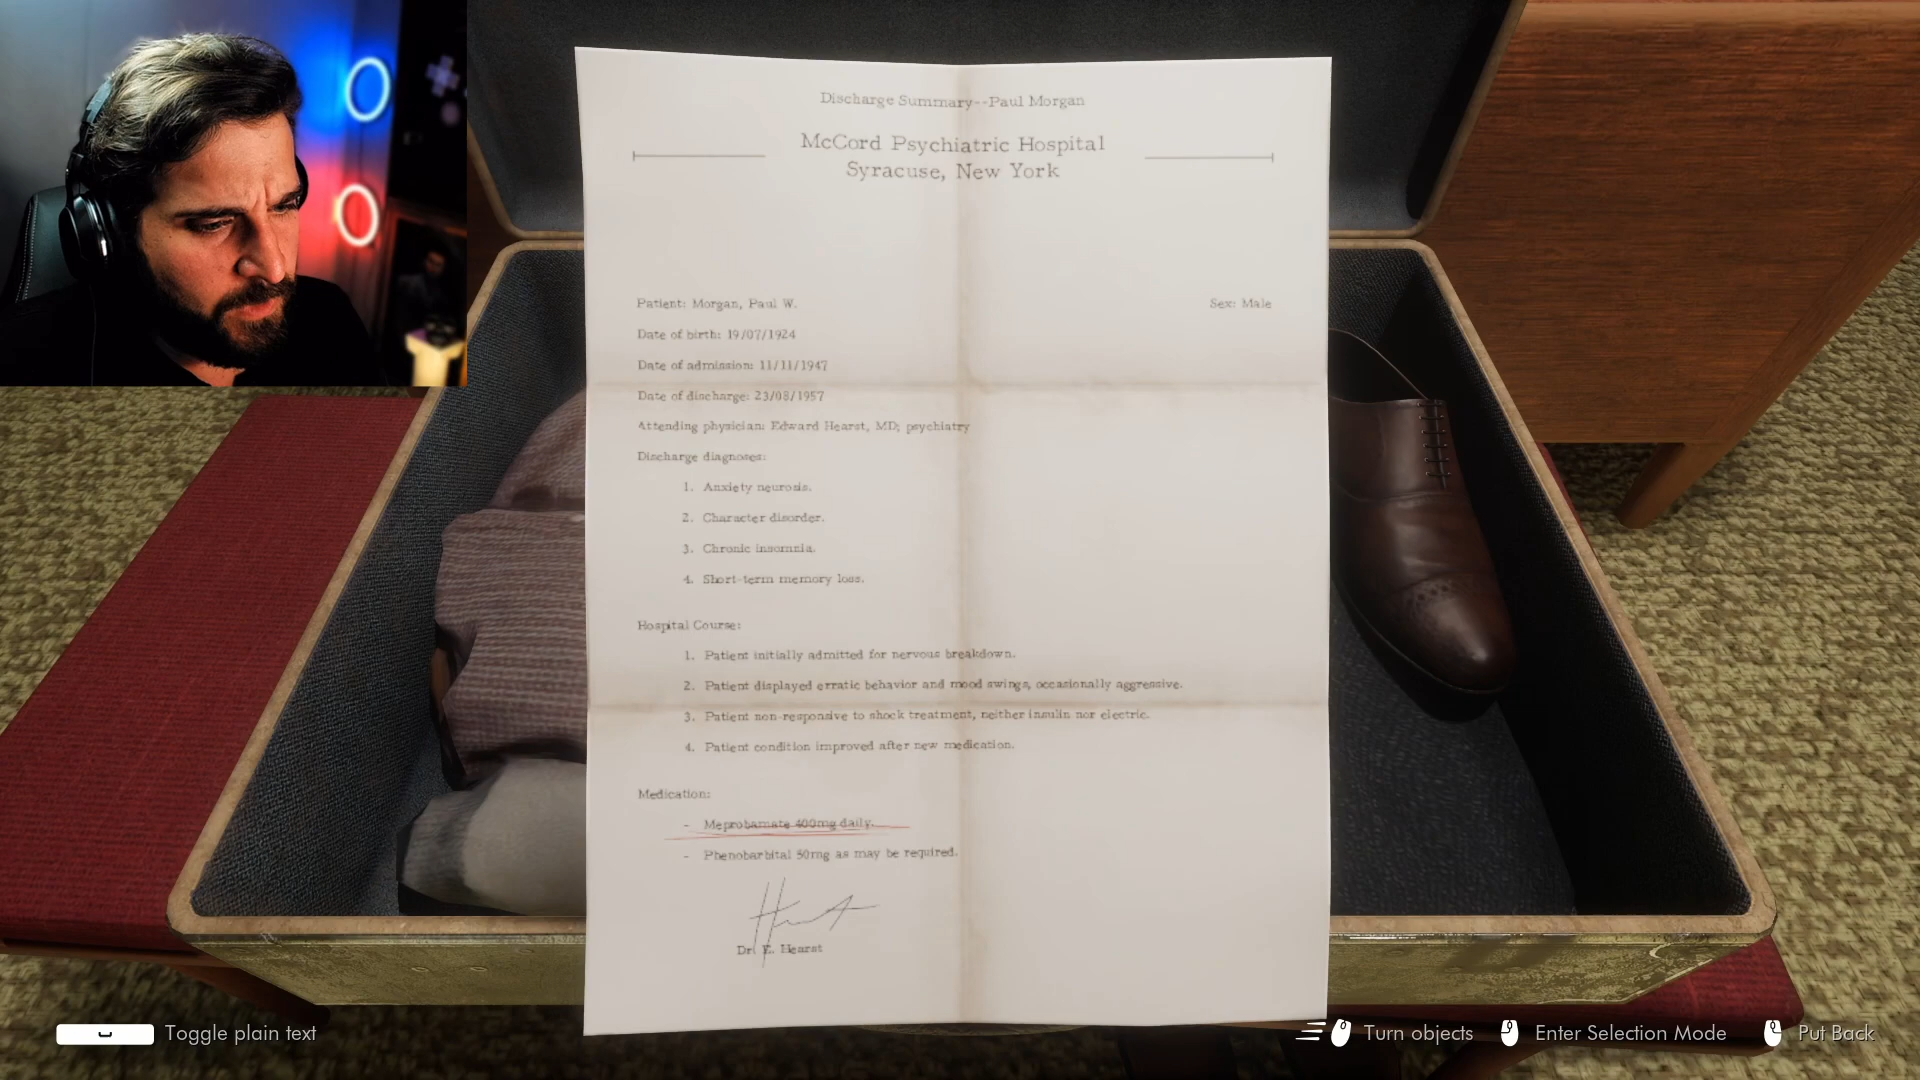 Discharge Summary--Paul Morgan
McCord Psychiatric Hospital
Syracuse, New York
Patient: Morgan, Paul W.
Sex: Male
Date of birth: 19/07/1924
Date of admission: 11/11/1947
Date of discharge: 23/08/1957
Attending physician: Edward Hearst, MD; psychiatry
Discharge diagnoses:
1. Anxiety neurosis.
2. Character disorder.
3. Chronic insomnia.
4. Short-term memory loss.
Hospital Course:
1. Patient initially admitted for nervous breakdown.
2. Patient displayed erratic behavior and mood swings, occasionally aggressive.
3. Patient non-responsive to shock treatment, neither insulin nor electric.
4. Patient condition improved after new medication.
Medication:
- Meprobamate 400mg daily.
- Phenobarbital 50mg as may be required.
Dr. E. Hearst
Toggle plain text
Turn objects
Enter Selection Mode
Put Back